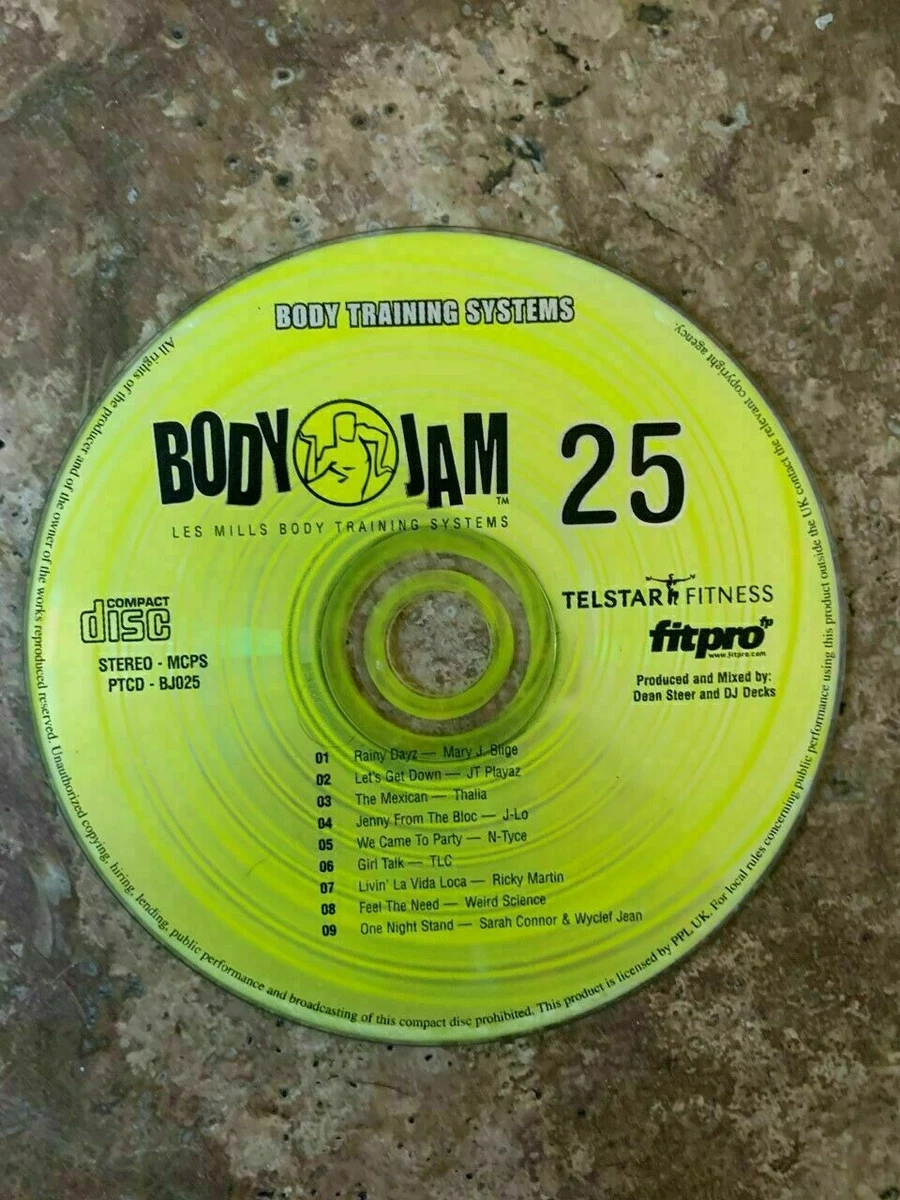 BODY TRAINING SYSTEMS
BODY JAM™
25
LES MILLS BODY TRAINING SYSTEMS
COMPACT
disc
STEREO - MCPS
PTCD - BJ025
TELSTAR FITNESS
fitpro fp
www.fitpro.com
Produced and Mixed by:
Dean Steer and DJ Decks
01 Rainy Dayz — Mary J. Blige
02 Let's Get Down — JT Playaz
03 The Mexican — Thalia
04 Jenny From The Bloc — J-Lo
05 We Came To Party — N-Tyce
06 Girl Talk — TLC
07 Livin' La Vida Loca — Ricky Martin
08 Feel The Need — Weird Science
09 One Night Stand — Sarah Connor & Wyclef Jean
All rights of the producer and of the owner of the works reproduced reserved. Unauthorized copying, hiring, lending, public performance and broadcasting of this compact disc prohibited. This product is licensed by PPL UK. For local rules concerning public performance using this product outside the UK contact the relevant copyright agency.